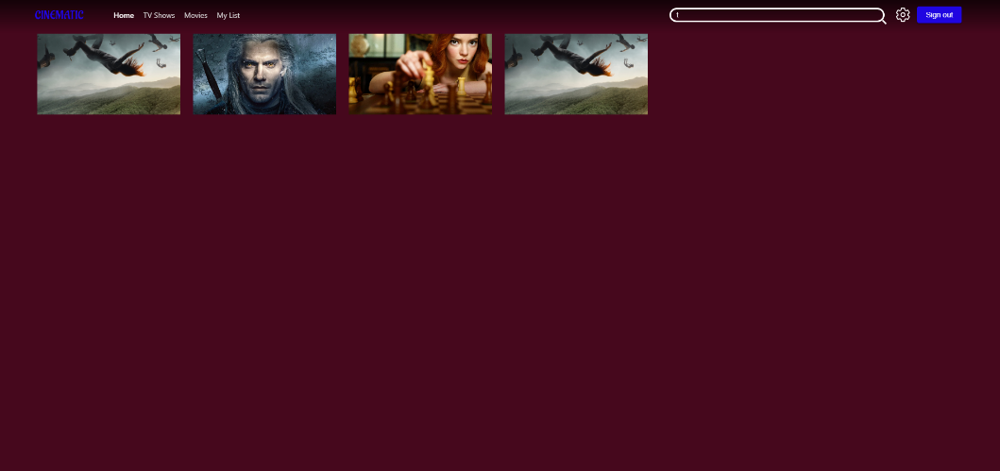 CINEMATIC
Home
TV Shows
Movies
My List
t
Sign out